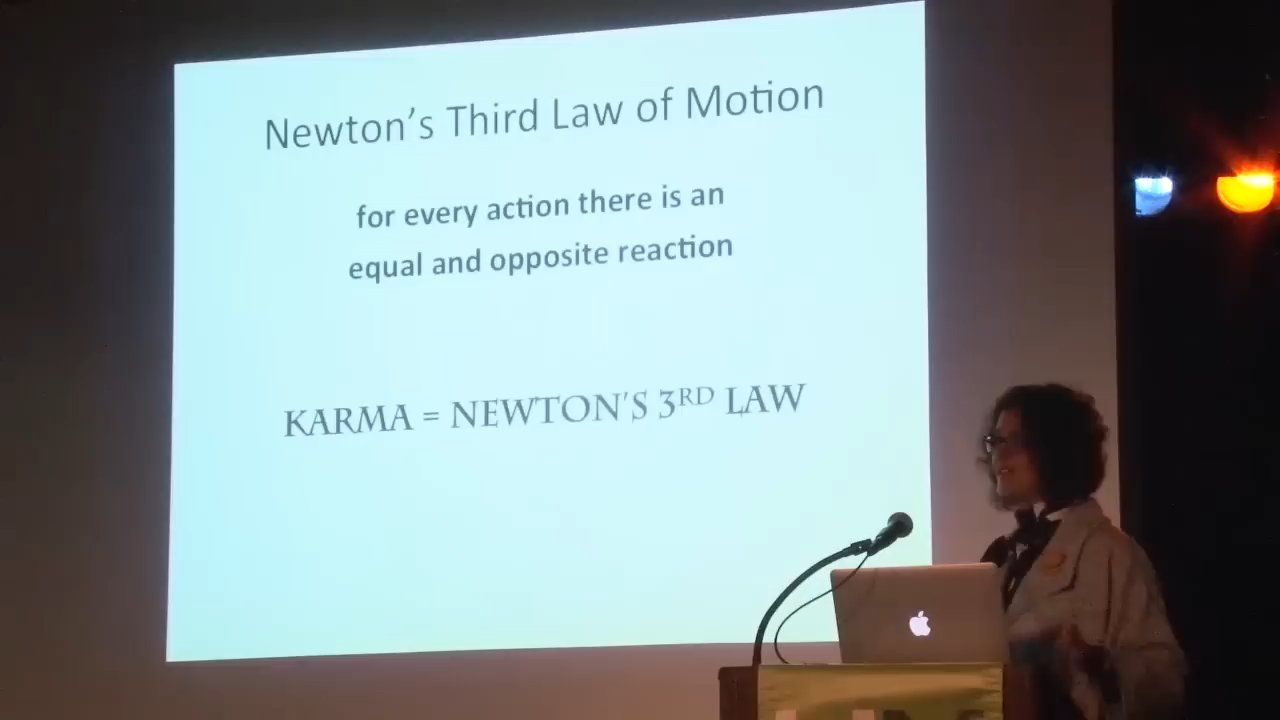 Newton's Third Law of Motion
for every action there is an
equal and opposite reaction
KARMA = NEWTON'S 3RD LAW